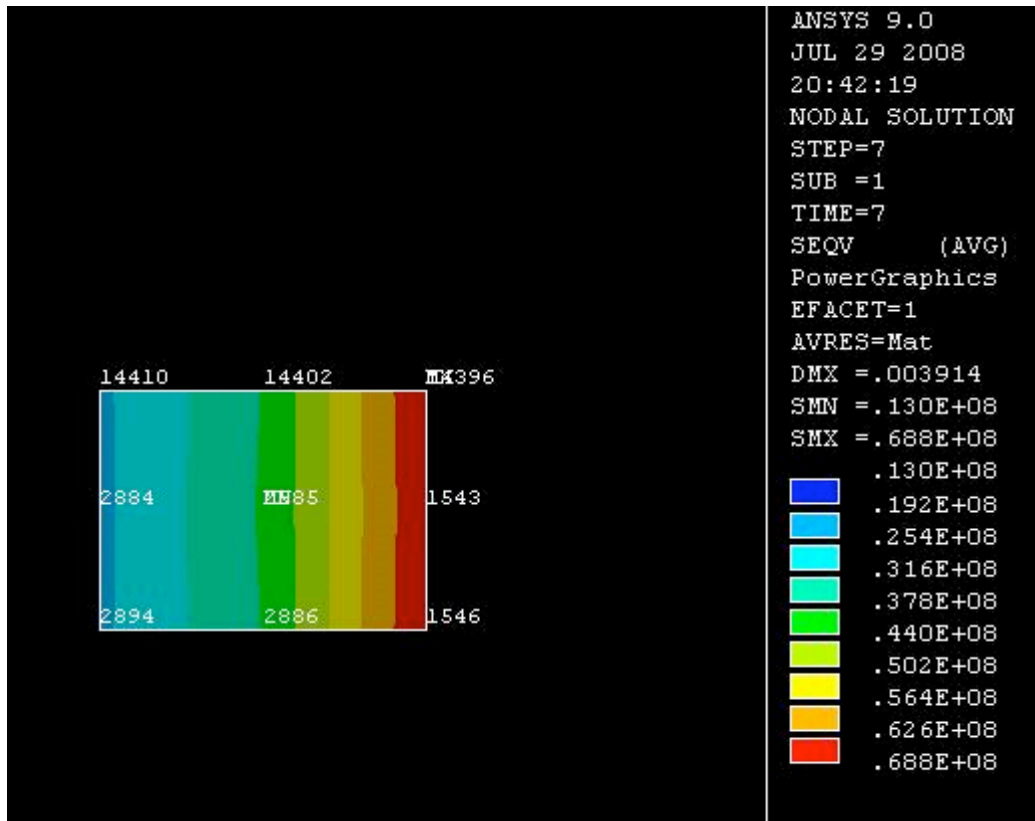 ANSYS 9.0
JUL 29 2008
20:42:19
NODAL SOLUTION
STEP=7
SUB =1
TIME=7
SEQV (AVG)
PowerGraphics
EFACET=1
AVRES=Mat
DMX =.003914
SMN =.130E+08
SMX =.688E+08
.130E+08
.192E+08
.254E+08
.316E+08
.378E+08
.440E+08
.502E+08
.564E+08
.626E+08
.688E+08
14410 14402
2884 1543
2894 2886 1546